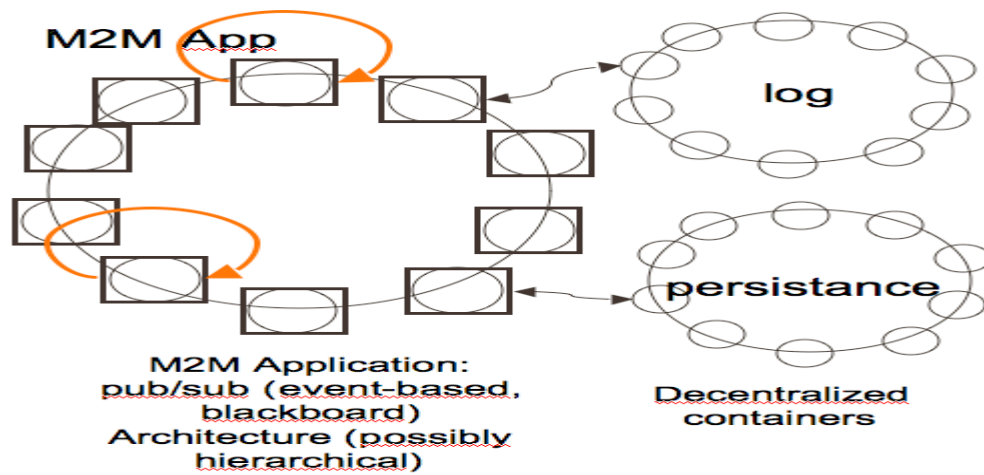 M2M App
log
persistance
M2M Application:
pub/sub (event-based,
blackboard)
Architecture (possibly
hierarchical)
Decentralized
containers